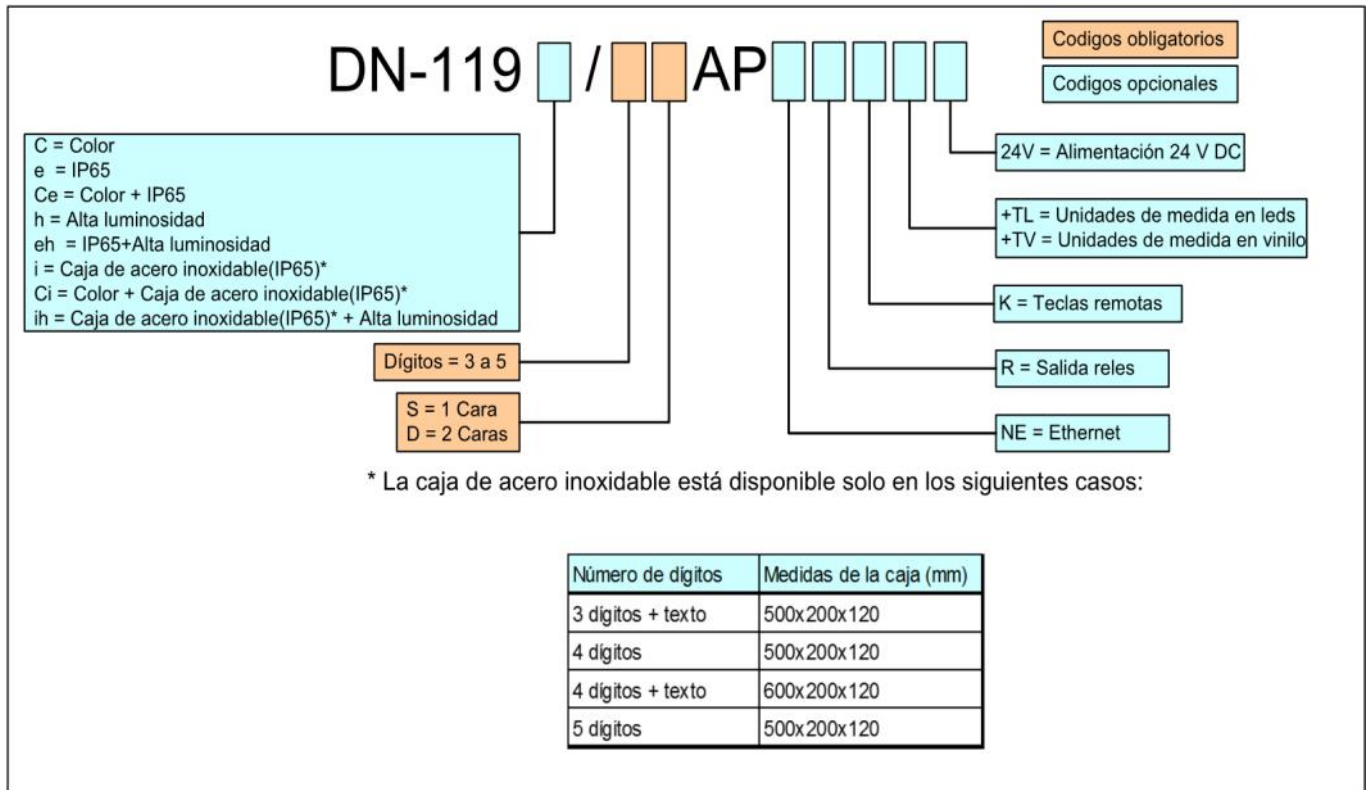 DN-119 / AP
Codigos obligatorios
Codigos opcionales
C = Color
e = IP65
Ce = Color + IP65
h = Alta luminosidad
eh = IP65+Alta luminosidad
i = Caja de acero inoxidable(IP65)*
Ci = Color + Caja de acero inoxidable(IP65)*
ih = Caja de acero inoxidable(IP65)* + Alta luminosidad
Dígitos = 3 a 5
S = 1 Cara
D = 2 Caras
24V = Alimentación 24 V DC
+TL = Unidades de medida en leds
+TV = Unidades de medida en vinilo
K = Teclas remotas
R = Salida reles
NE = Ethernet
* La caja de acero inoxidable está disponible solo en los siguientes casos:
Número de dígitos Medidas de la caja (mm)
3 dígitos + texto 500x200x120
4 dígitos 500x200x120
4 dígitos + texto 600x200x120
5 dígitos 500x200x120